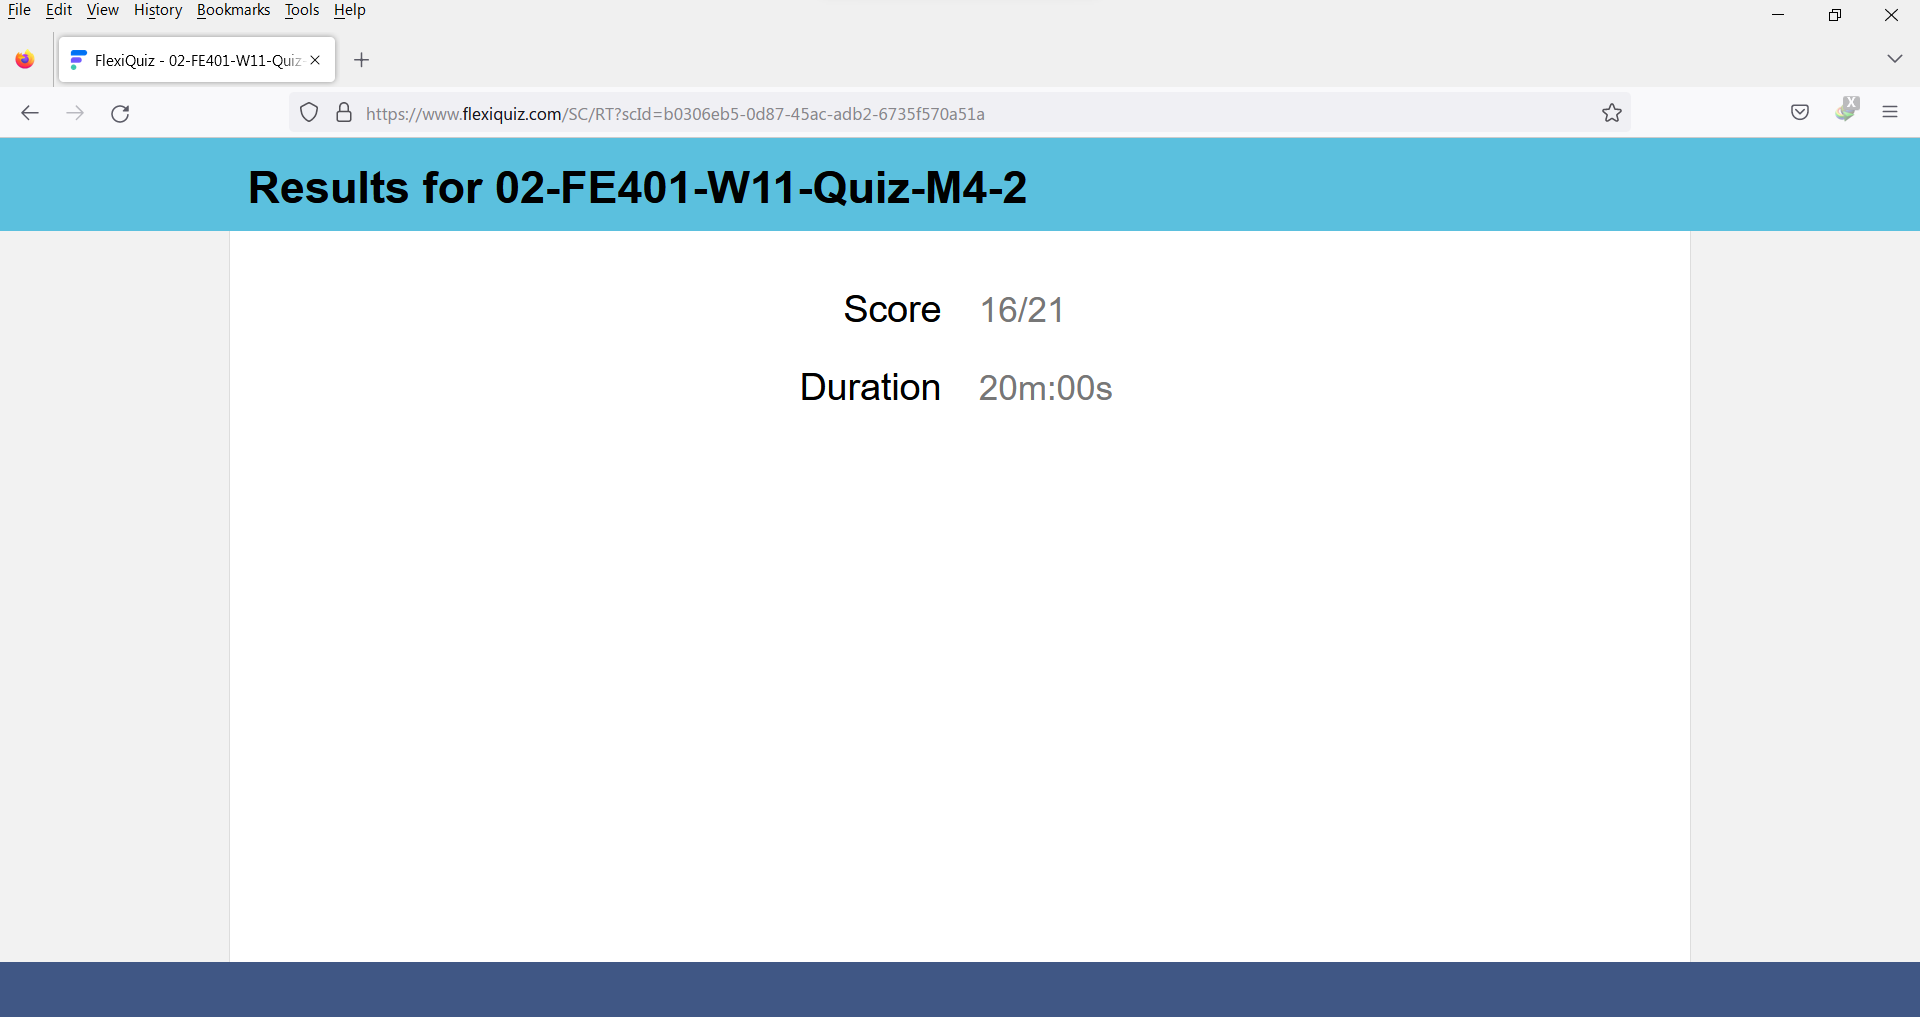 File Edit View History Bookmarks Tools Help
FlexiQuiz - 02-FE401-W11-Quiz-
https://www.flexiquiz.com/SC/RT?scId=b0306eb5-0d87-45ac-adb2-6735f570a51a
X
Results for 02-FE401-W11-Quiz-M4-2
Score 16/21
Duration 20m:00s